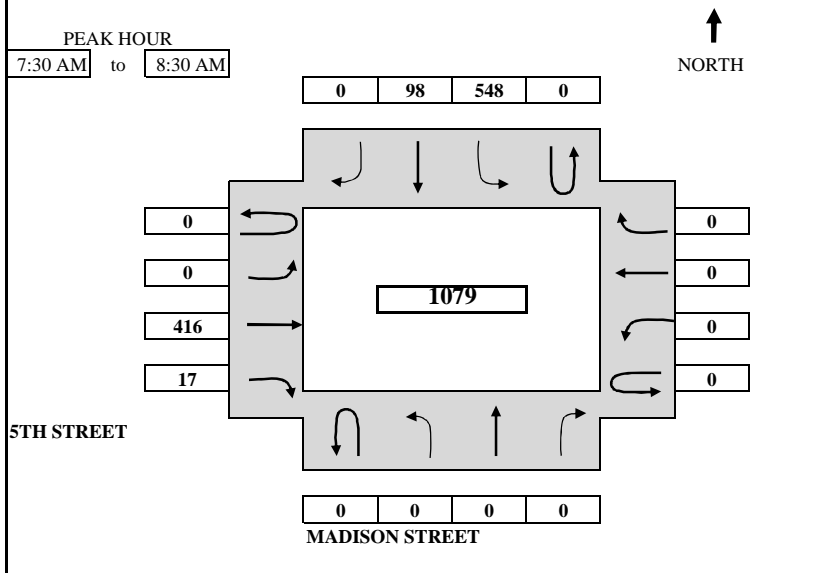 PEAK HOUR
7:30 AM to 8:30 AM
NORTH
0 98 548 0
0 0
0 0
1079
416 0
17 0
5TH STREET
0 0 0 0
MADISON STREET